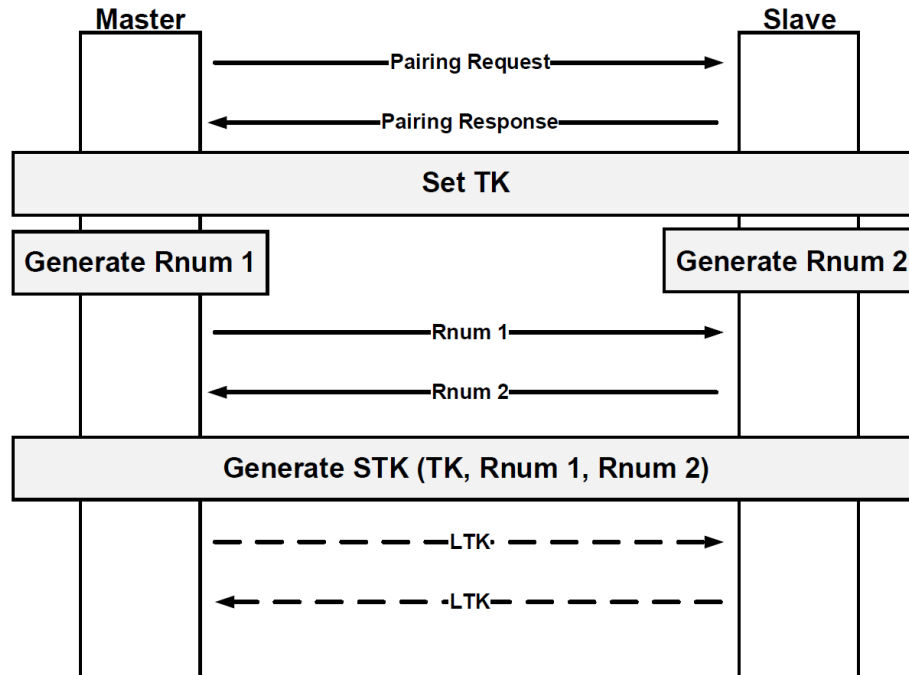 Master
Slave
Pairing Request
Pairing Response
Set TK
Generate Rnum 1
Generate Rnum 2
Rnum 1
Rnum 2
Generate STK (TK, Rnum 1, Rnum 2)
LTK
LTK